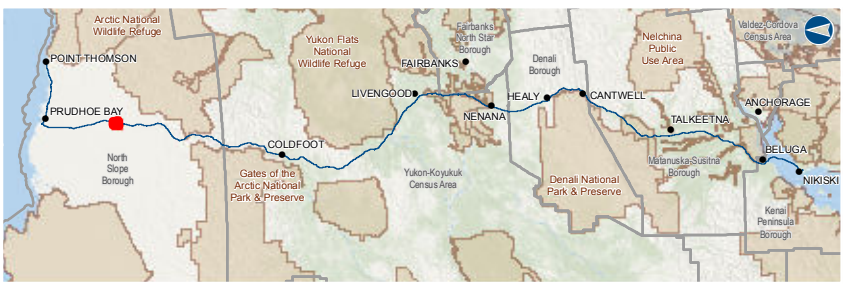 Arctic National
Wildlife Refuge
POINT THOMSON
PRUDHOE BAY
North
Slope
Borough
COLDFOOT
Gates of the
Arctic National
Park & Preserve
Yukon Flats
National
Wildlife Refuge
LIVENGOOD
FAIRBANKS
Fairbanks
North Star
Borough
Yukon-Koyukuk
Census Area
NENANA
HEALY
Denali
Borough
CANTWELL
Denali National
Park & Preserve
Nelchina
Public
Use Area
TALKEETNA
Matanuska-Susitna
Borough
Valdez-Cordova
Census Area
ANCHORAGE
BELUGA
NIKISKI
Kenai
Peninsula
Borough